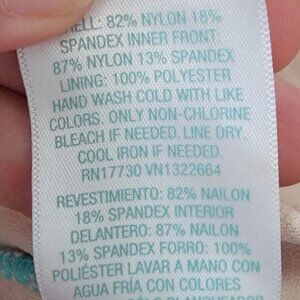 SHELL: 82% NYLON 18%
SPANDEX INNER FRONT:
87% NYLON 13% SPANDEX
LINING: 100% POLYESTER
HAND WASH COLD WITH LIKE
COLORS. ONLY NON-CHLORINE
BLEACH IF NEEDED. LINE DRY.
COOL IRON IF NEEDED.
RN17730 VN1322664
REVESTIMIENTO: 82% NAILON
18% SPANDEX INTERIOR
DELANTERO: 87% NAILON
13% SPANDEX FORRO: 100%
POLIÉSTER LAVAR A MANO CON
AGUA FRÍA CON COLORES